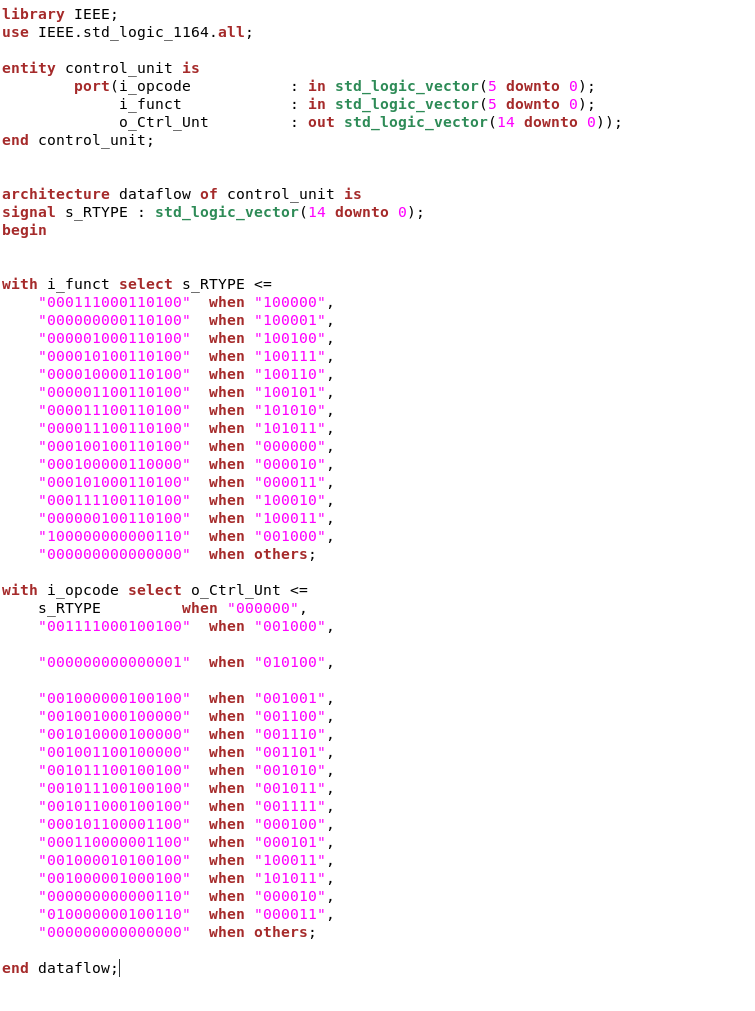 library IEEE;
use IEEE.std_logic_1164.all;
entity control_unit is
port(i_opcode : in std_logic_vector(5 downto 0);
i_funct : in std_logic_vector(5 downto 0);
o_Ctrl_Unt : out std_logic_vector(14 downto 0));
end control_unit;
architecture dataflow of control_unit is
signal s_RTYPE : std_logic_vector(14 downto 0);
begin
with i_funct select s_RTYPE <=
"000111000110100" when "100000",
"000000000110100" when "100001",
"000001000110100" when "100100",
"000010100110100" when "100111",
"000010000110100" when "100110",
"000001100110100" when "100101",
"000011100110100" when "101010",
"000011100110100" when "101011",
"000100100110100" when "000000",
"000100000110000" when "000010",
"000101000110100" when "000011",
"000111100110100" when "100010",
"000000100110100" when "100011",
"100000000000110" when "001000",
"000000000000000" when others;
with i_opcode select o_Ctrl_Unt <=
s_RTYPE when "000000",
"001111000100100" when "001000",
"000000000000001" when "010100",
"001000000100100" when "001001",
"001001000100000" when "001100",
"001010000100000" when "001110",
"001001100100000" when "001101",
"001011100100100" when "001010",
"001011100100100" when "001011",
"001011000100100" when "001111",
"000101100001100" when "000100",
"000110000001100" when "000101",
"001000010100100" when "100011",
"001000001000100" when "101011",
"000000000000110" when "000010",
"010000000100110" when "000011",
"000000000000000" when others;
end dataflow;